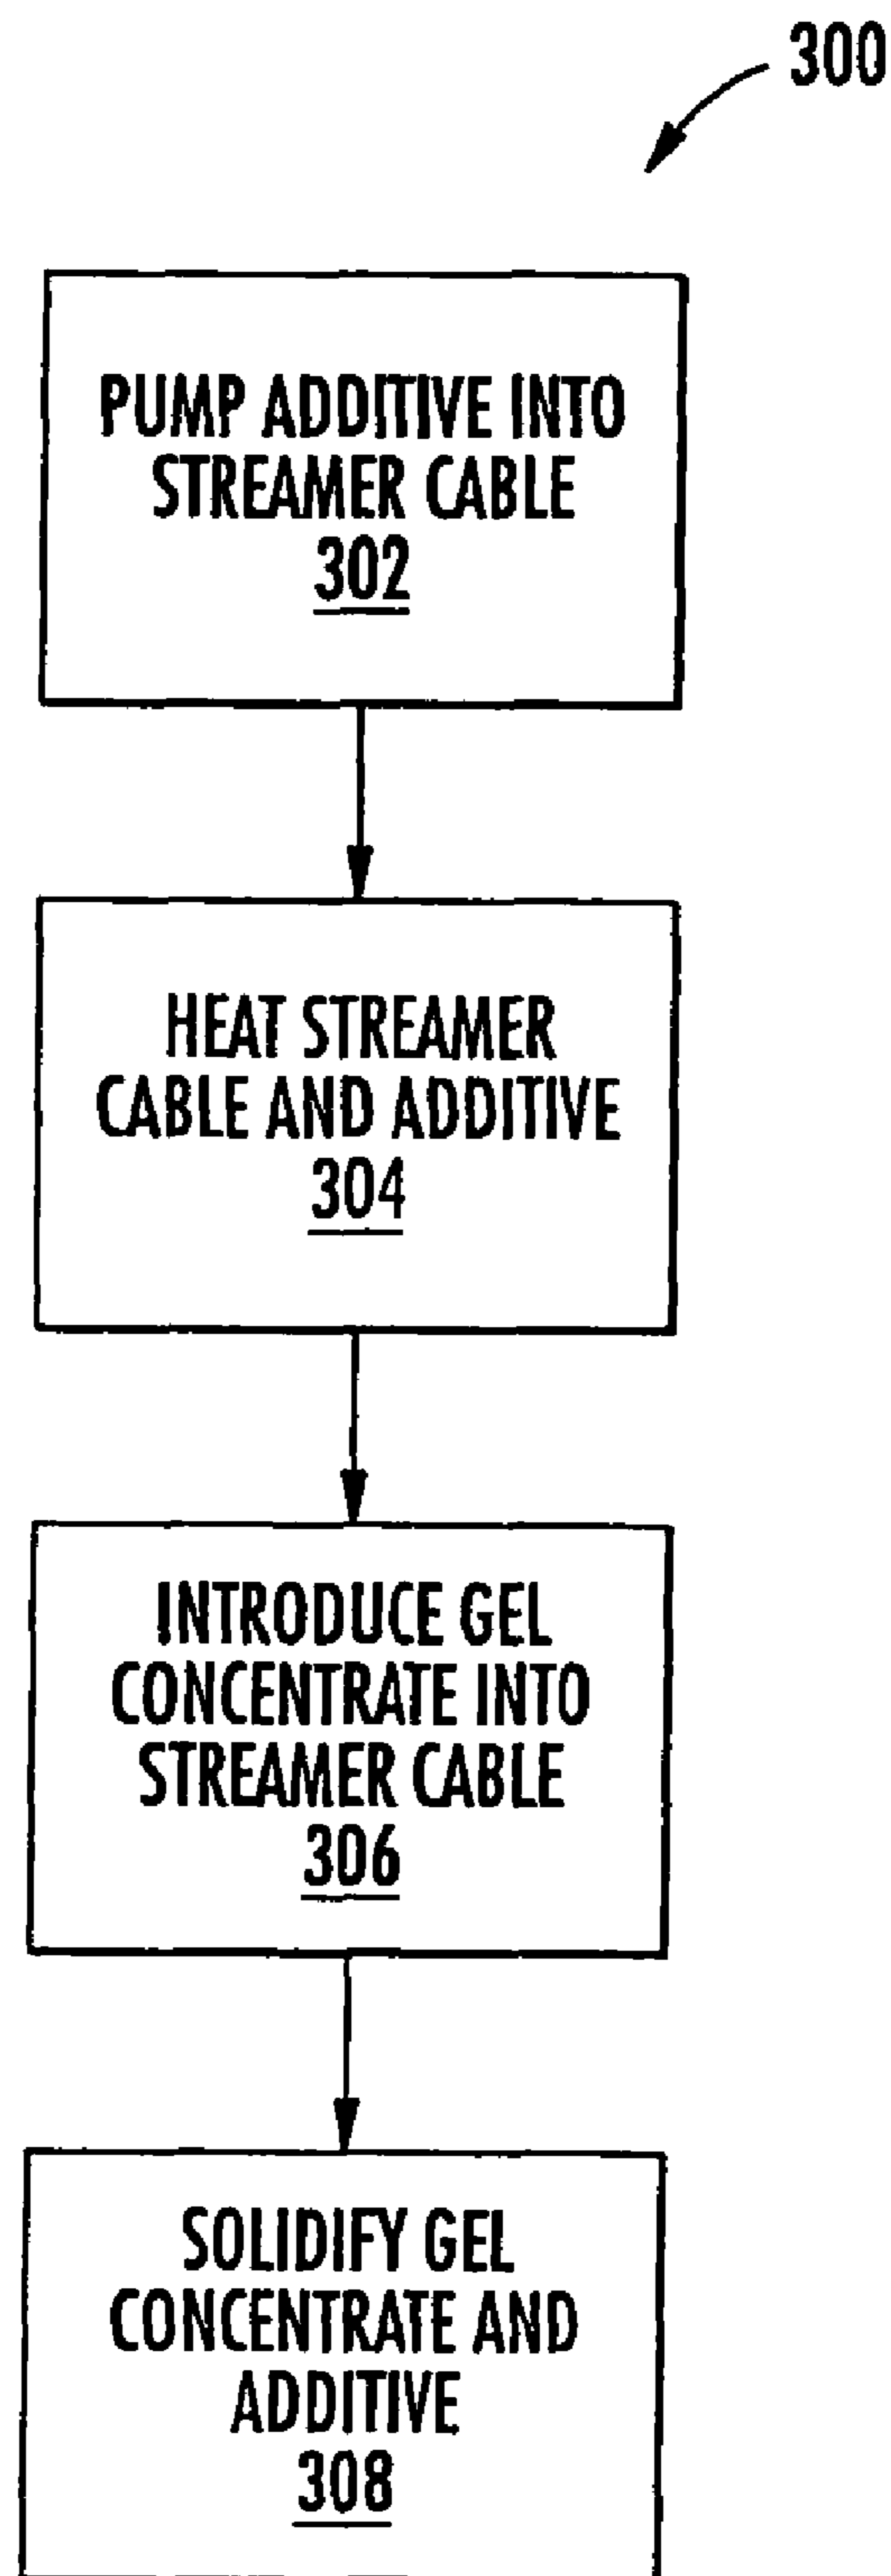 300
PUMP ADDITIVE INTO
STREAMER CABLE
302
HEAT STREAMER
CABLE AND ADDITIVE
304
INTRODUCE GEL
CONCENTRATE INTO
STREAMER CABLE
306
SOLIDIFY GEL
CONCENTRATE AND
ADDITIVE
308